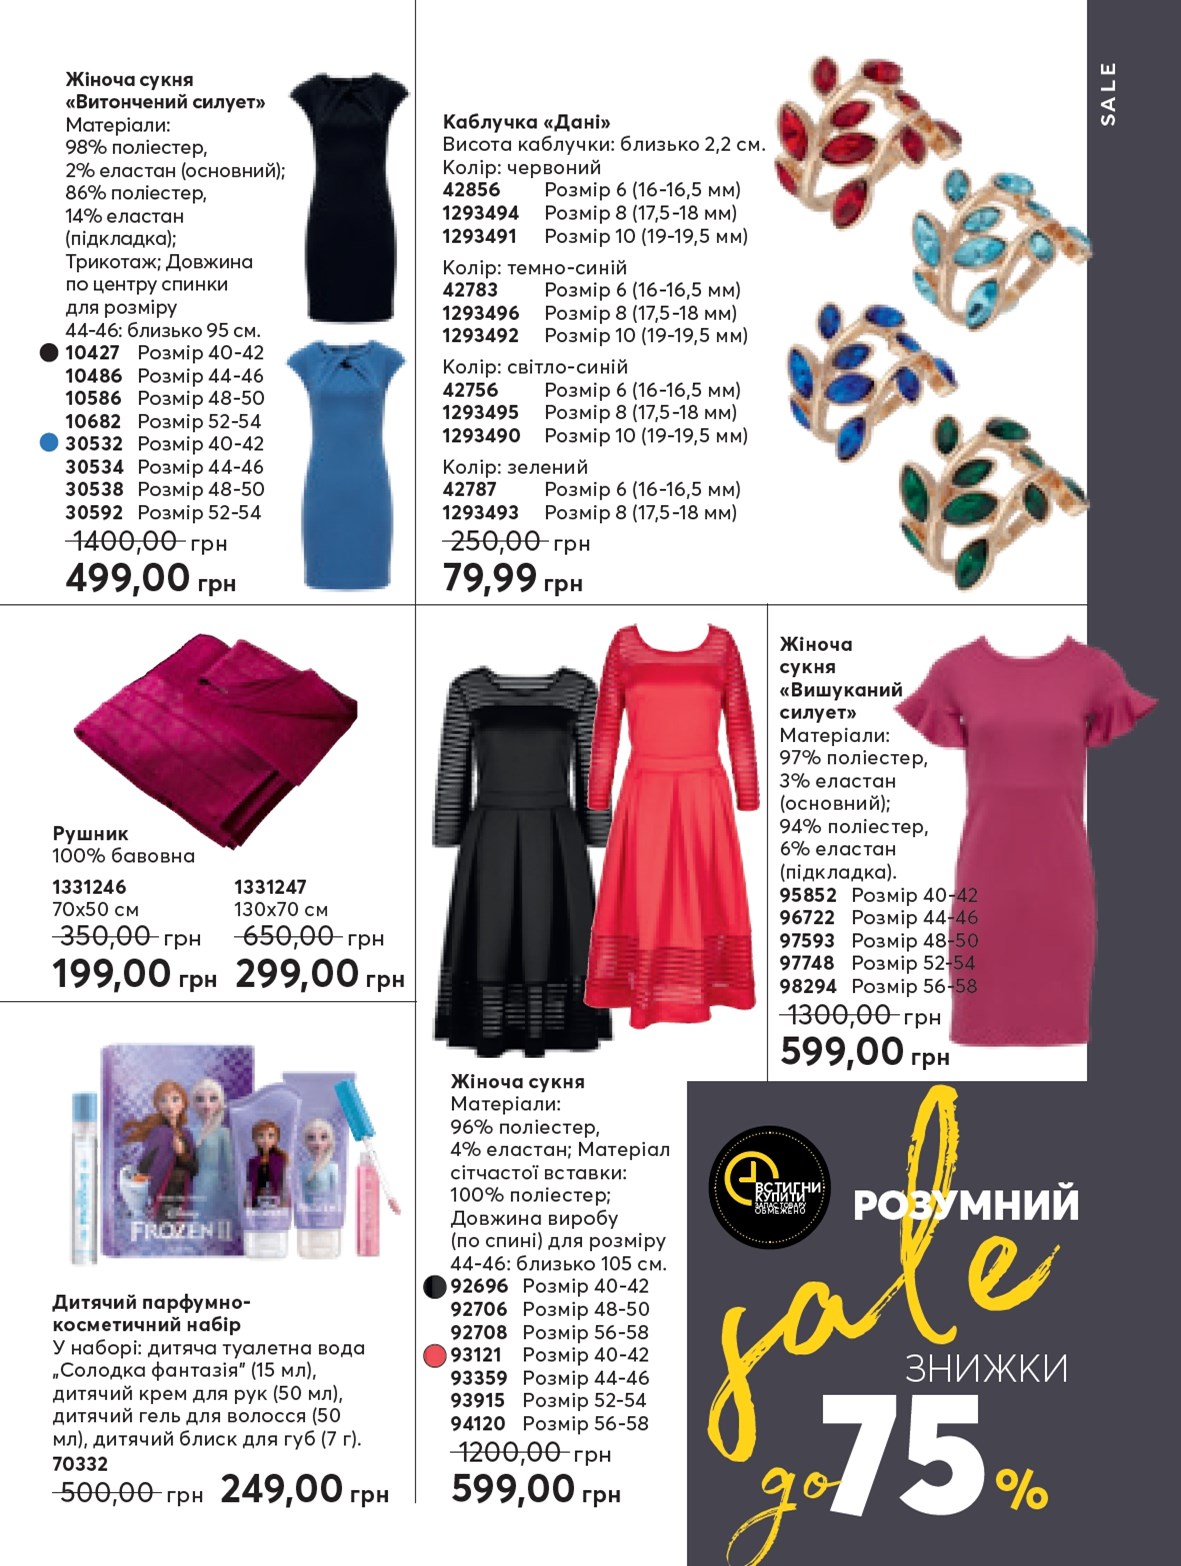 SALE
Жіноча сукня
«Витончений силует»
Матеріали:
98% поліестер,
2% еластан (основний);
86% поліестер,
14% еластан
(підкладка);
Трикотаж; Довжина
по центру спинки
для розміру
44-46: близько 95 см.
10427 Розмір 40-42
10486 Розмір 44-46
10586 Розмір 48-50
10682 Розмір 52-54
30532 Розмір 40-42
30534 Розмір 44-46
30538 Розмір 48-50
30592 Розмір 52-54
1400,00 грн
499,00 грн
Каблучка «Дані»
Висота каблучки: близько 2,2 см.
Колір: червоний
42856 Розмір 6 (16-16,5 мм)
1293494 Розмір 8 (17,5-18 мм)
1293491 Розмір 10 (19-19,5 мм)
Колір: темно-синій
42783 Розмір 6 (16-16,5 мм)
1293496 Розмір 8 (17,5-18 мм)
1293492 Розмір 10 (19-19,5 мм)
Колір: світло-синій
42756 Розмір 6 (16-16,5 мм)
1293495 Розмір 8 (17,5-18 мм)
1293490 Розмір 10 (19-19,5 мм)
Колір: зелений
42787 Розмір 6 (16-16,5 мм)
1293493 Розмір 8 (17,5-18 мм)
250,00 грн
79,99 грн
Рушник
100% бавовна
1331246 1331247
70х50 см 130х70 см
350,00 грн 650,00 грн
199,00 грн 299,00 грн
Жіноча
сукня
«Вишуканий
силует»
Матеріали:
97% поліестер,
3% еластан
(основний);
94% поліестер,
6% еластан
(підкладка).
95852 Розмір 40-42
96722 Розмір 44-46
97593 Розмір 48-50
97748 Розмір 52-54
98294 Розмір 56-58
1300,00 грн
599,00 грн
FROZEN II
Дитячий парфумно-
косметичний набір
У наборі: дитяча туалетна вода
„Солодка фантазія” (15 мл),
дитячий крем для рук (50 мл),
дитячий гель для волосся (50
мл), дитячий блиск для губ (7 г).
70332
500,00 грн 249,00 грн
Жіноча сукня
Матеріали:
96% поліестер,
4% еластан; Матеріал
сітчастої вставки:
100% поліестер;
Довжина виробу
(по спині) для розміру
44-46: близько 105 см.
92696 Розмір 40-42
92706 Розмір 48-50
92708 Розмір 56-58
93121 Розмір 40-42
93359 Розмір 44-46
93915 Розмір 52-54
94120 Розмір 56-58
1200,00 грн
599,00 грн
ВСТИГНИ
КУПИТИ
ЗАПАС ТОВАРУ
ОБМЕЖЕНО
РОЗУМНИЙ
sale
ЗНИЖКИ
до 75%